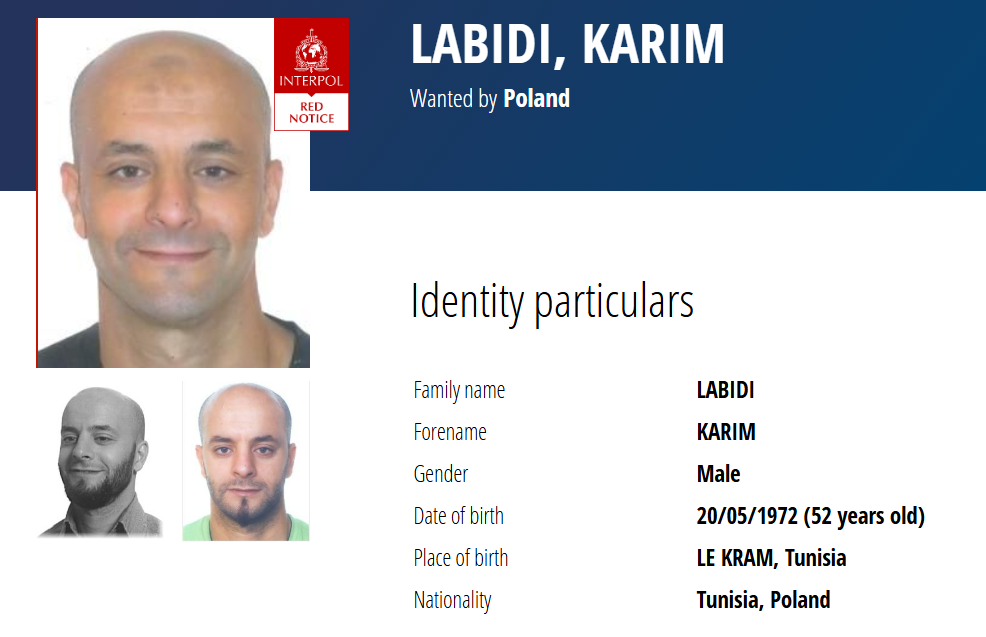 INTERPOL
RED
NOTICE
LABIDI, KARIM
Wanted by Poland
Identity particulars
Family name LABIDI
Forename KARIM
Gender Male
Date of birth 20/05/1972 (52 years old)
Place of birth LE KRAM, Tunisia
Nationality Tunisia, Poland